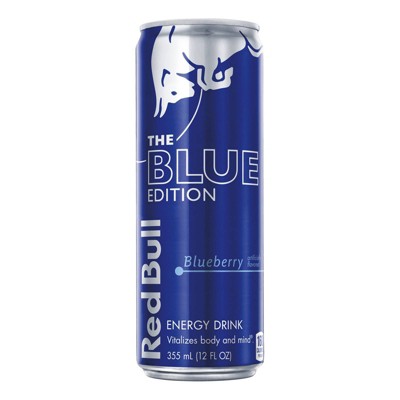 THE
BLUE
EDITION
Red Bull
Blueberry
ENERGY DRINK
Vitalizes body and mind®
355 mL (12 FL OZ)